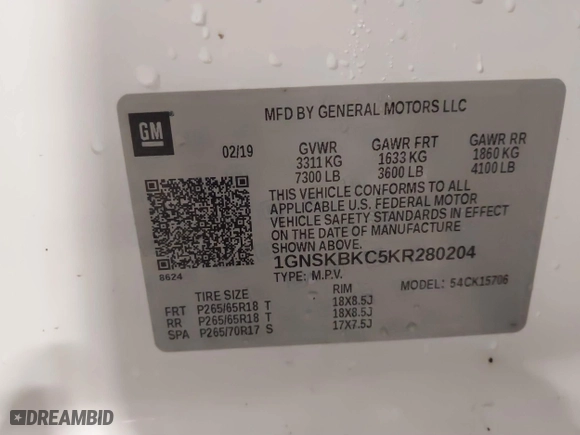 GM
MFD BY GENERAL MOTORS LLC
02/19
GVWR GAWR FRT GAWR RR
3311 KG 1633 KG 1860 KG
7300 LB 3600 LB 4100 LB
THIS VEHICLE CONFORMS TO ALL
APPLICABLE U.S. FEDERAL MOTOR
VEHICLE SAFETY STANDARDS IN EFFECT
ON THE DATE OF MANUFACTURE
SHOWN ABOVE.
1GNSKBKC5KR280204
8624
TYPE: M.P.V. MODEL: 54CK15706
TIRE SIZE RIM
FRT P265/65R18 T 18X8.5J
RR P265/65R18 T 18X8.5J
SPA P265/70R17 S 17X7.5J
DREAMBID